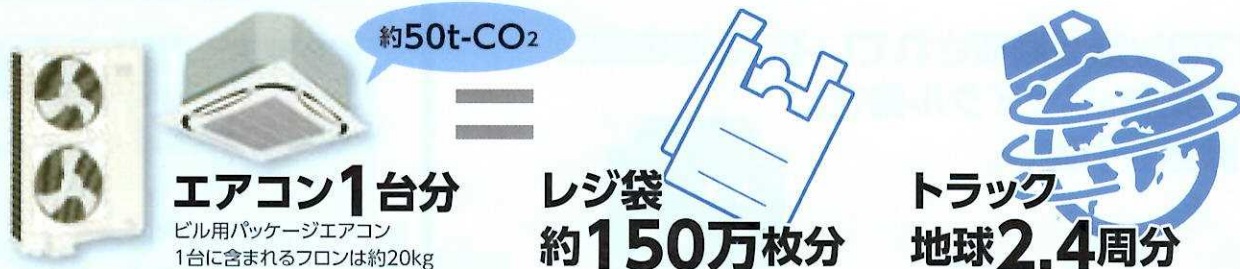 約50t-CO₂
エアコン1台分
ビル用パッケージエアコン
1台に含まれるフロンは約20kg
レジ袋
約150万枚分
トラック
地球2.4周分